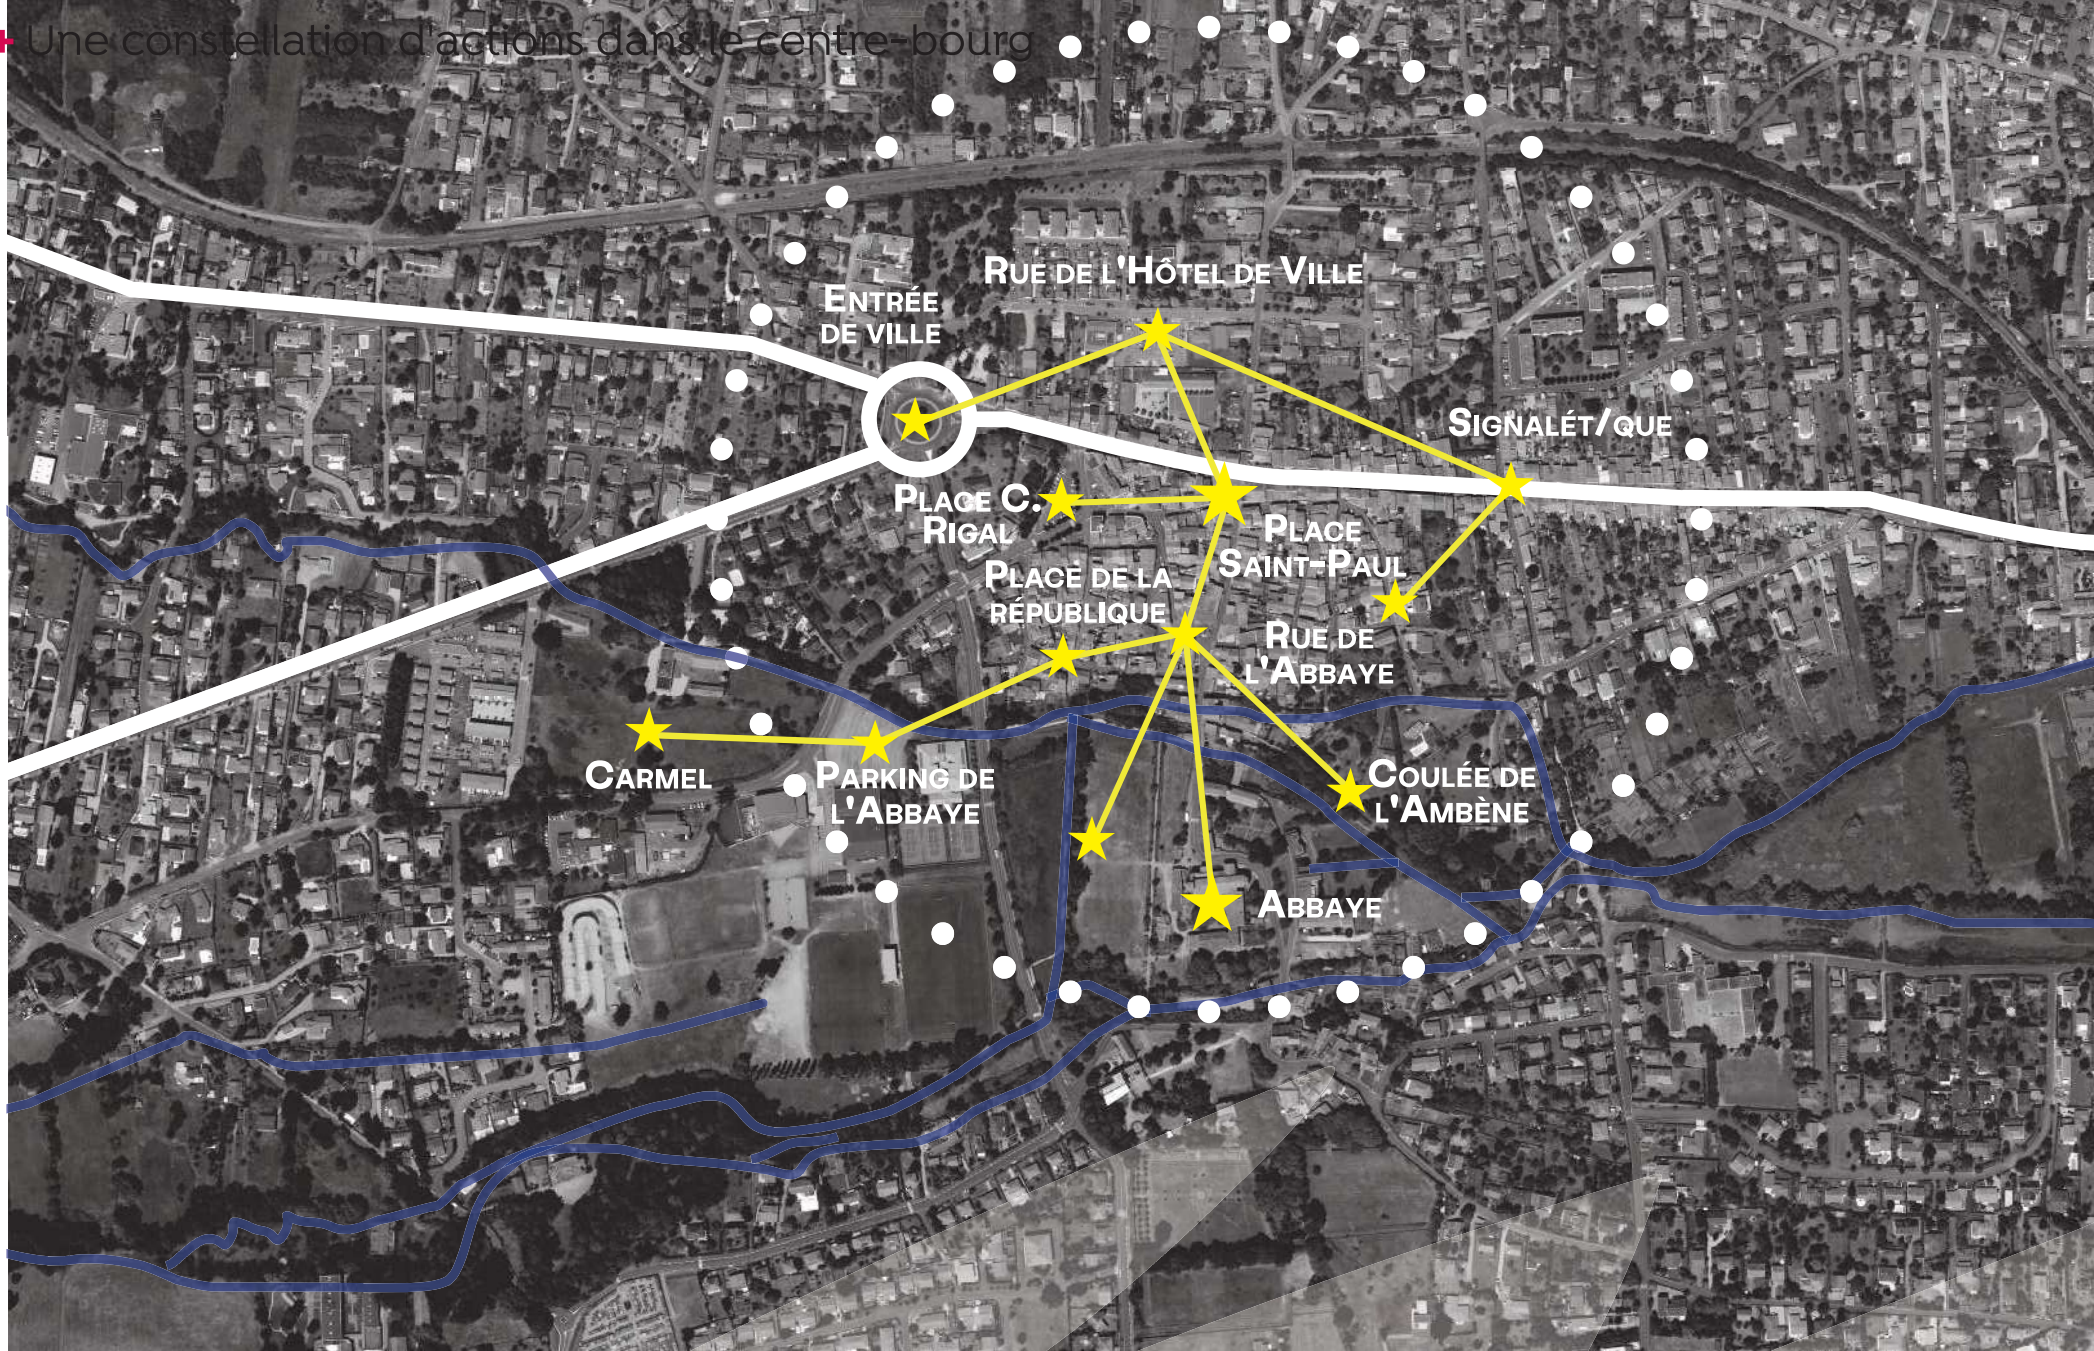 + Une constellation d'actions dans le centre-bourg
RUE DE L'HÔTEL DE VILLE
ENTRÉE
DE VILLE
SIGNALÉT/QUE
PLACE C.
RIGAL
PLACE
SAINT-PAUL
PLACE DE LA
RÉPUBLIQUE
RUE DE
L'ABBAYE
CARMEL
PARKING DE
L'ABBAYE
COULÉE DE
L'AMBÈNE
ABBAYE